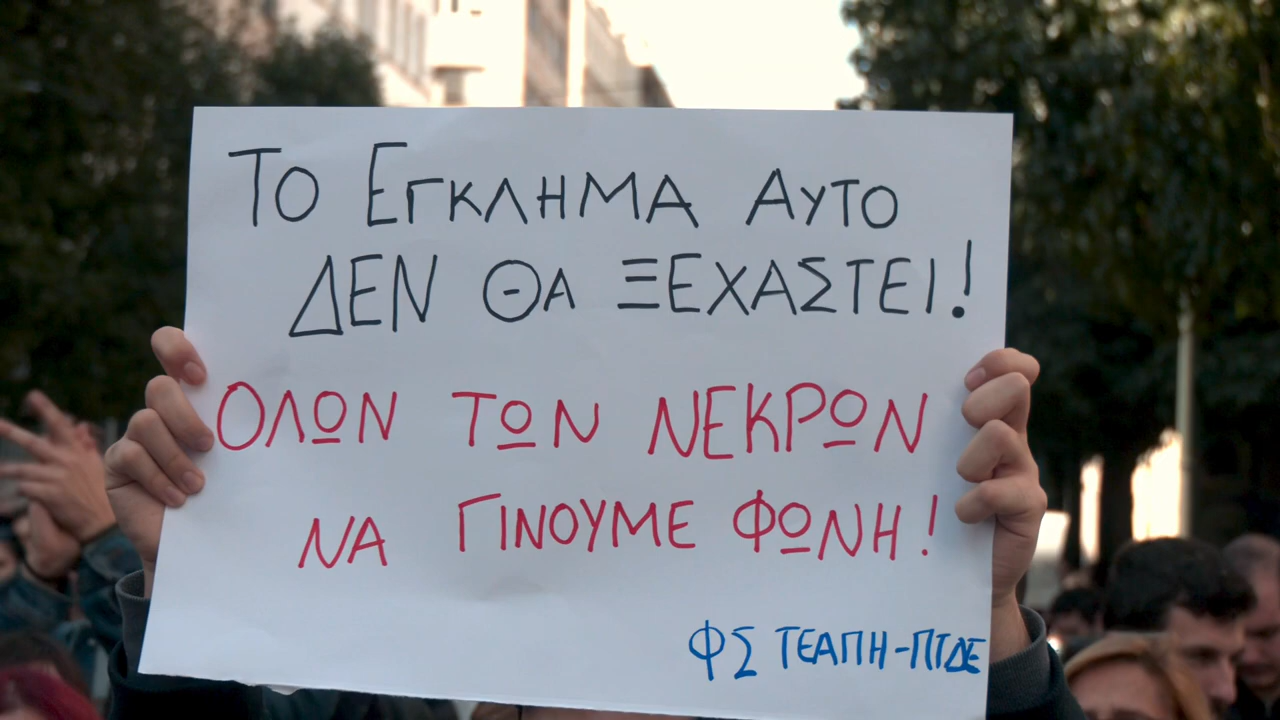 ΤΟ ΕΓΚΛΗΜΑ ΑΥΤΟ
ΔΕΝ ΘΑ ΞΕΧΑΣΤΕΙ!
ΟΛΩΝ ΤΩΝ ΝΕΚΡΩΝ
ΝΑ ΓΙΝΟΥΜΕ ΦΩΝΗ!
ΦΣ ΤΕΑΠΗ-ΠΤΔΕ